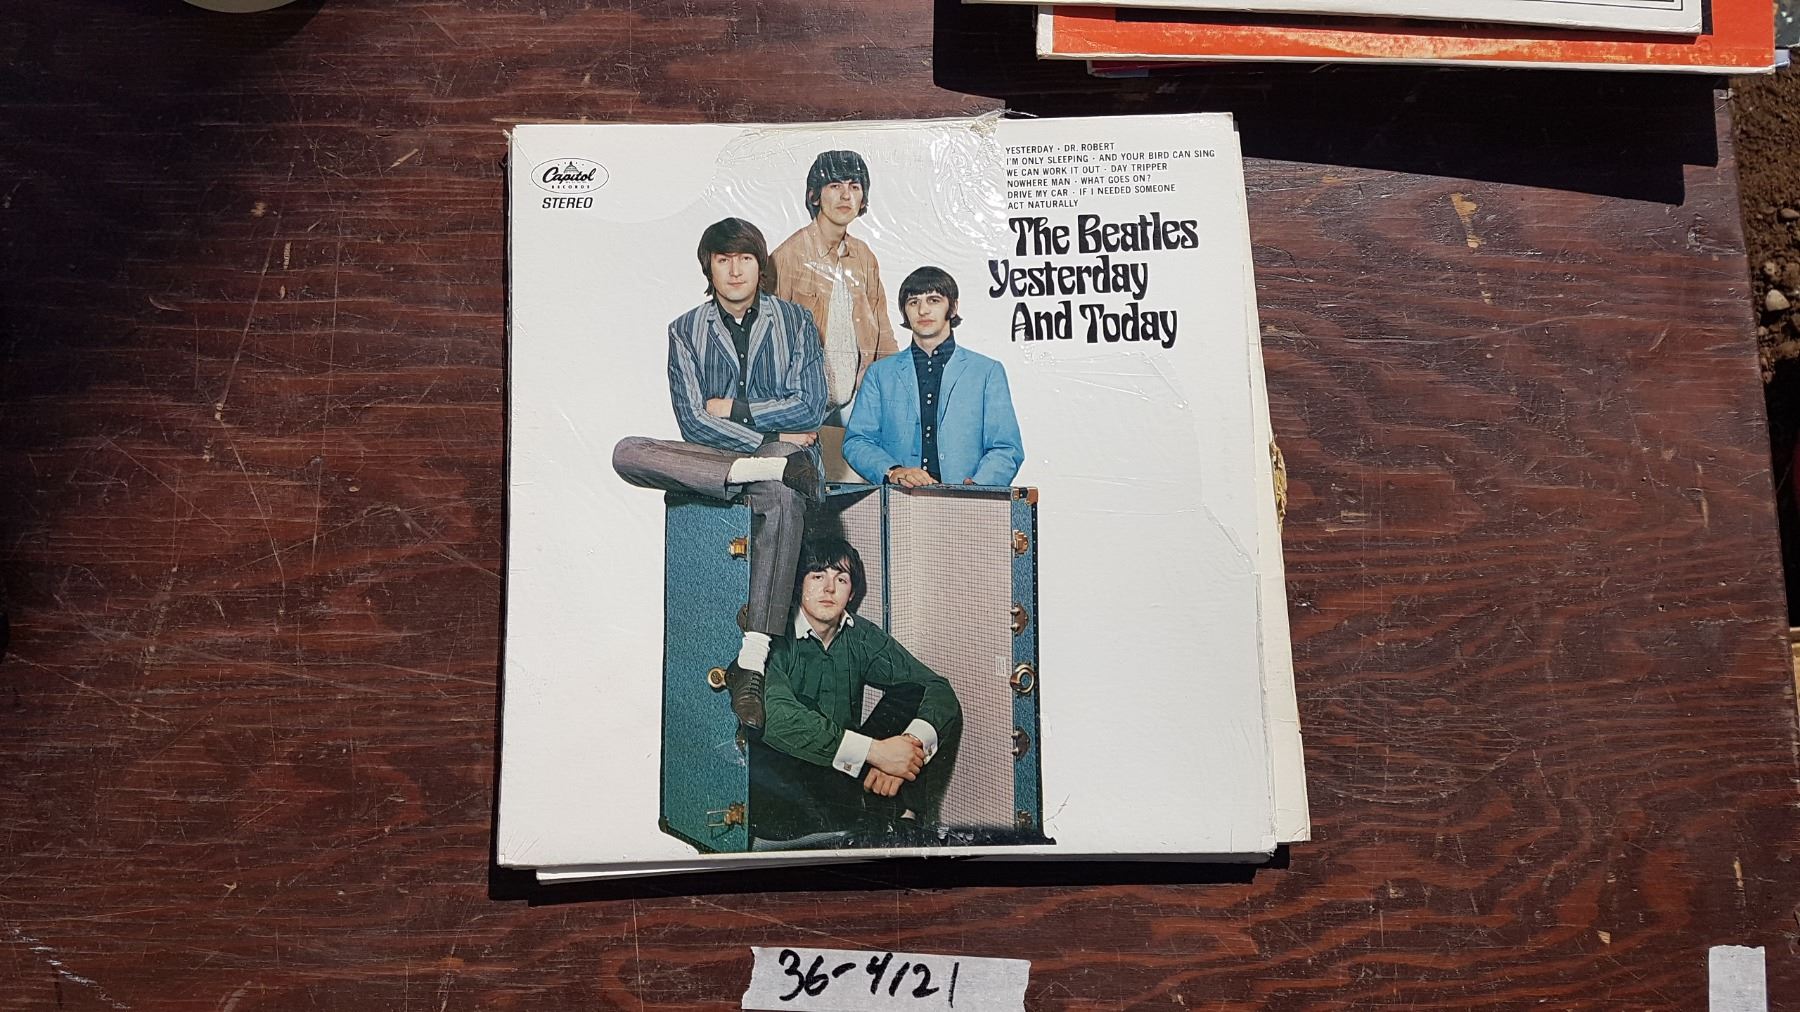 Capitol
RECORDS
STEREO
YESTERDAY · DR. ROBERT
I'M ONLY SLEEPING · AND YOUR BIRD CAN SING
WE CAN WORK IT OUT · DAY TRIPPER
NOWHERE MAN · WHAT GOES ON?
DRIVE MY CAR · IF I NEEDED SOMEONE
ACT NATURALLY
The Beatles
Yesterday
And Today
36-4121